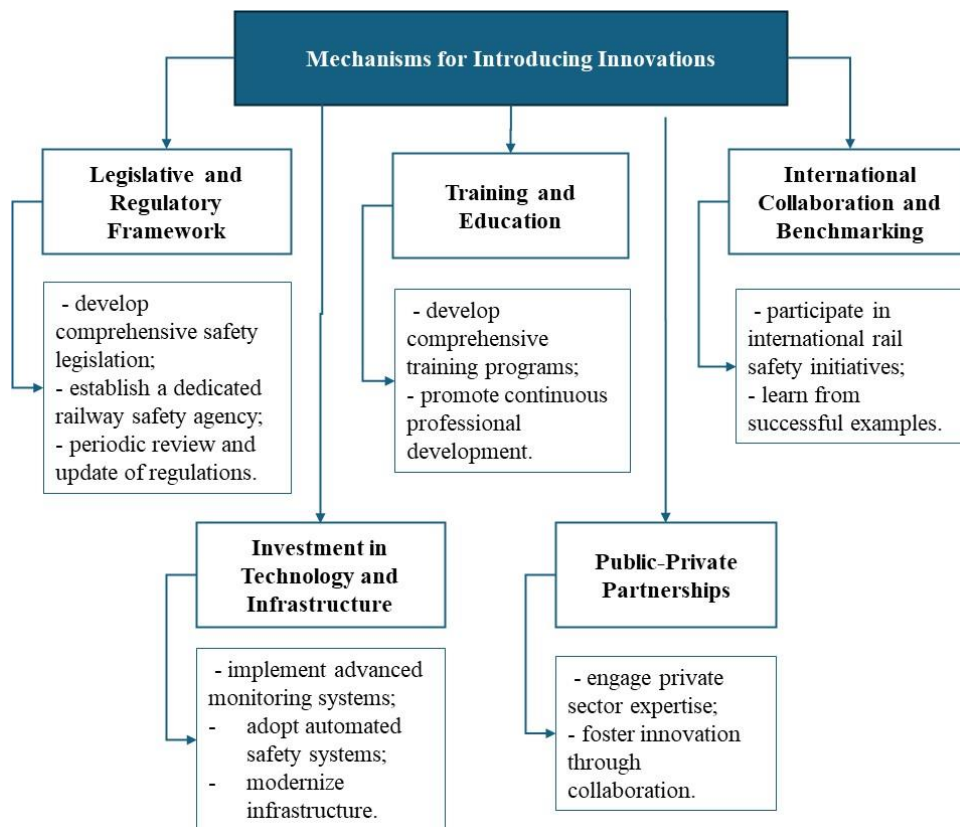 Mechanisms for Introducing Innovations
Legislative and
Regulatory
Framework
- develop
comprehensive safety
legislation;
- establish a dedicated
railway safety agency;
- periodic review and
update of regulations.
Training and
Education
- develop
comprehensive
training programs;
- promote continuous
professional
development.
International
Collaboration and
Benchmarking
- participate in
international rail
safety initiatives;
- learn from
successful examples.
Investment in
Technology and
Infrastructure
- implement advanced
monitoring systems;
- adopt automated
safety systems;
- modernize
infrastructure.
Public-Private
Partnerships
- engage private
sector expertise;
- foster innovation
through
collaboration.